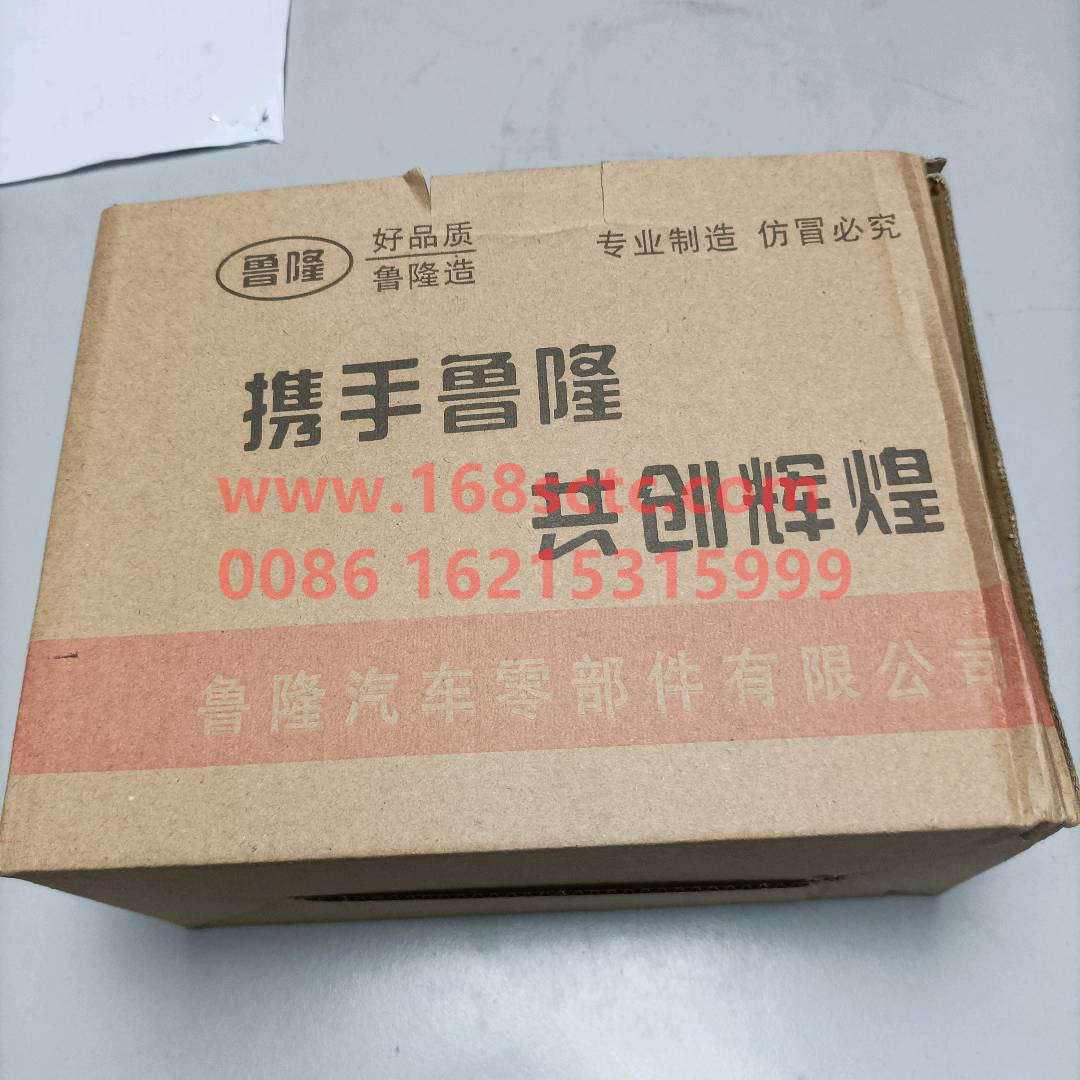 鲁隆
好品质
鲁隆造
专业制造 仿冒必究
携手鲁隆
共创辉煌
www.168sctc.com
0086 16215315999
鲁隆汽车零部件有限公司